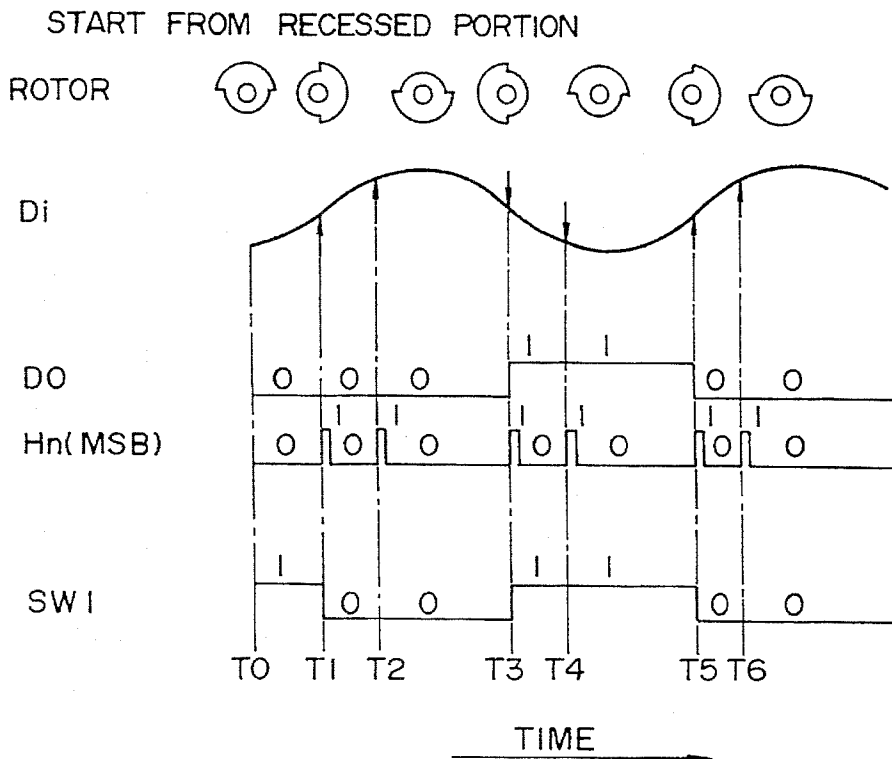 START FROM RECESSED PORTION
ROTOR
Di
DO 0 0 0 1 1 0 0
Hn(MSB) 0 1 0 1 0 1 0 1 0 1 0 1 0
SW1 1 0 0 1 1 0 0
T0 T1 T2 T3 T4 T5 T6
TIME